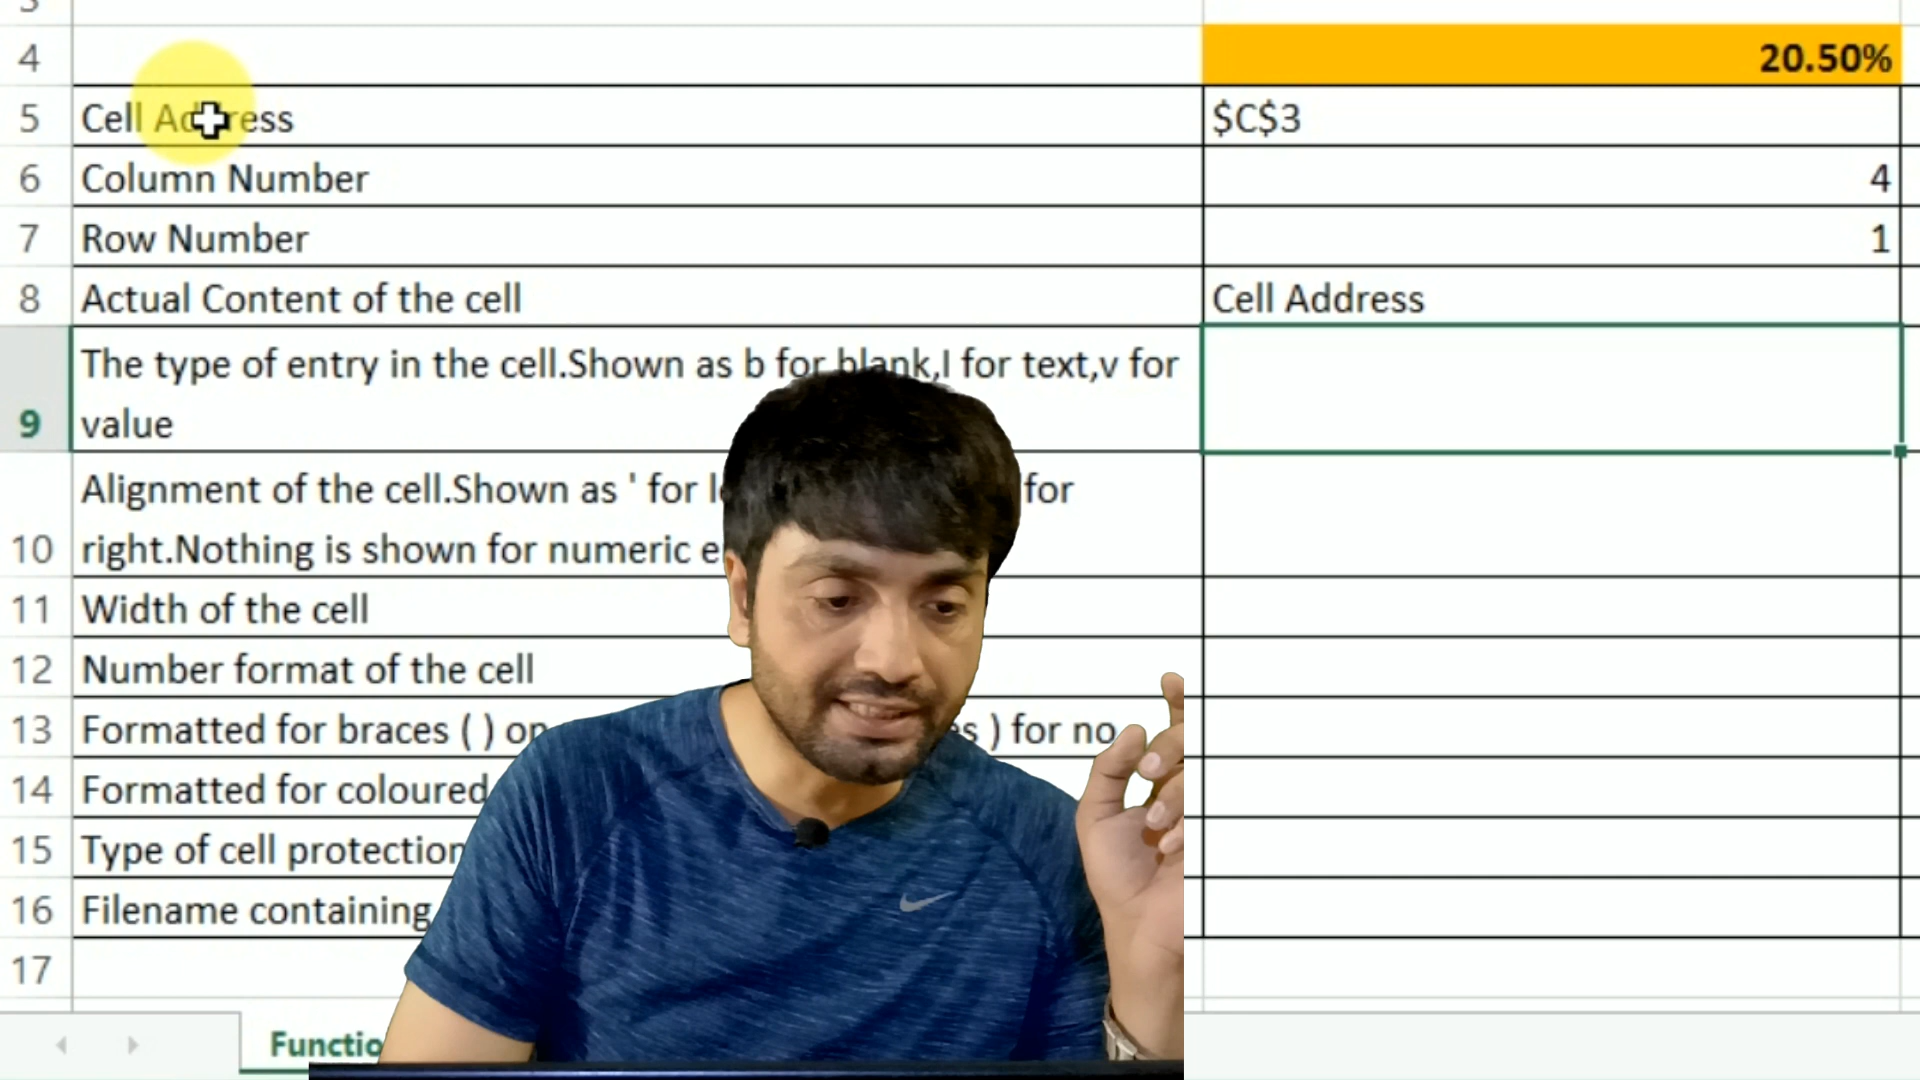 4 20.50%
5 Cell Address $C$3
6 Column Number 4
7 Row Number 1
8 Actual Content of the cell Cell Address
The type of entry in the cell.Shown as b for blank,I for text,v for
9 value
Alignment of the cell.Shown as ' for for
10 right.Nothing is shown for numeric
11 Width of the cell
12 Number format of the cell
13 Formatted for braces ( ) on ) for no
14 Formatted for coloured
15 Type of cell protection
16 Filename containing
17